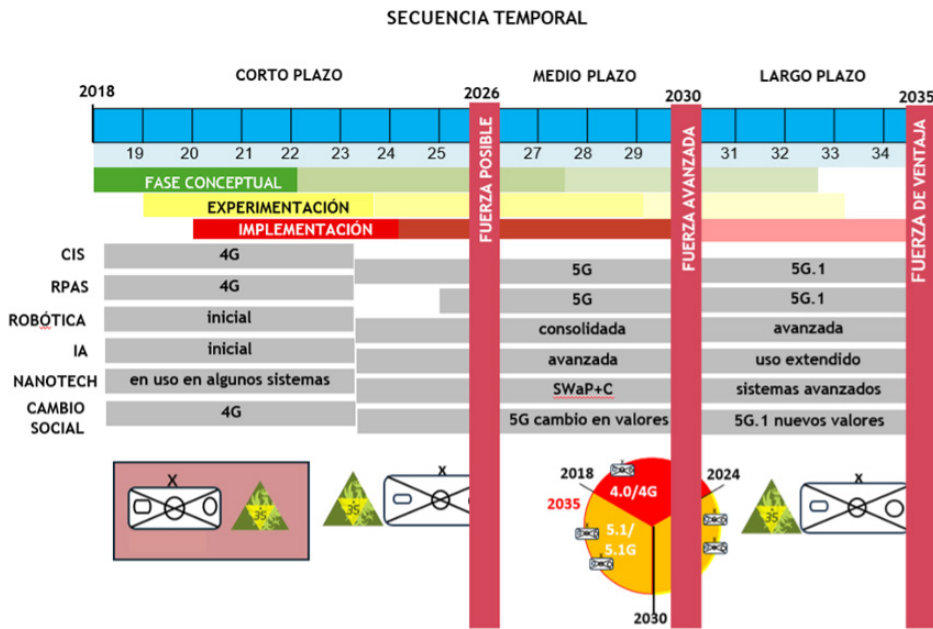 SECUENCIA TEMPORAL
CORTO PLAZO MEDIO PLAZO LARGO PLAZO
2018 2026 2030 2035
19 20 21 22 23 24 25 27 28 29 31 32 33 34
FUERZA POSIBLE
FUERZA AVANZADA
FUERZA DE VENTAJA
FASE CONCEPTUAL
EXPERIMENTACIÓN
IMPLEMENTACIÓN
CIS 4G 5G 5G.1
RPAS 4G 5G 5G.1
ROBÓTICA inicial consolidada avanzada
IA inicial avanzada uso extendido
NANOTECH en uso en algunos sistemas SWaP+C sistemas avanzados
CAMBIO SOCIAL 4G 5G cambio en valores 5G.1 nuevos valores
X X X
35 35 35
2018 2024
2035
4.0/4G
5.1/
5.1G
2030